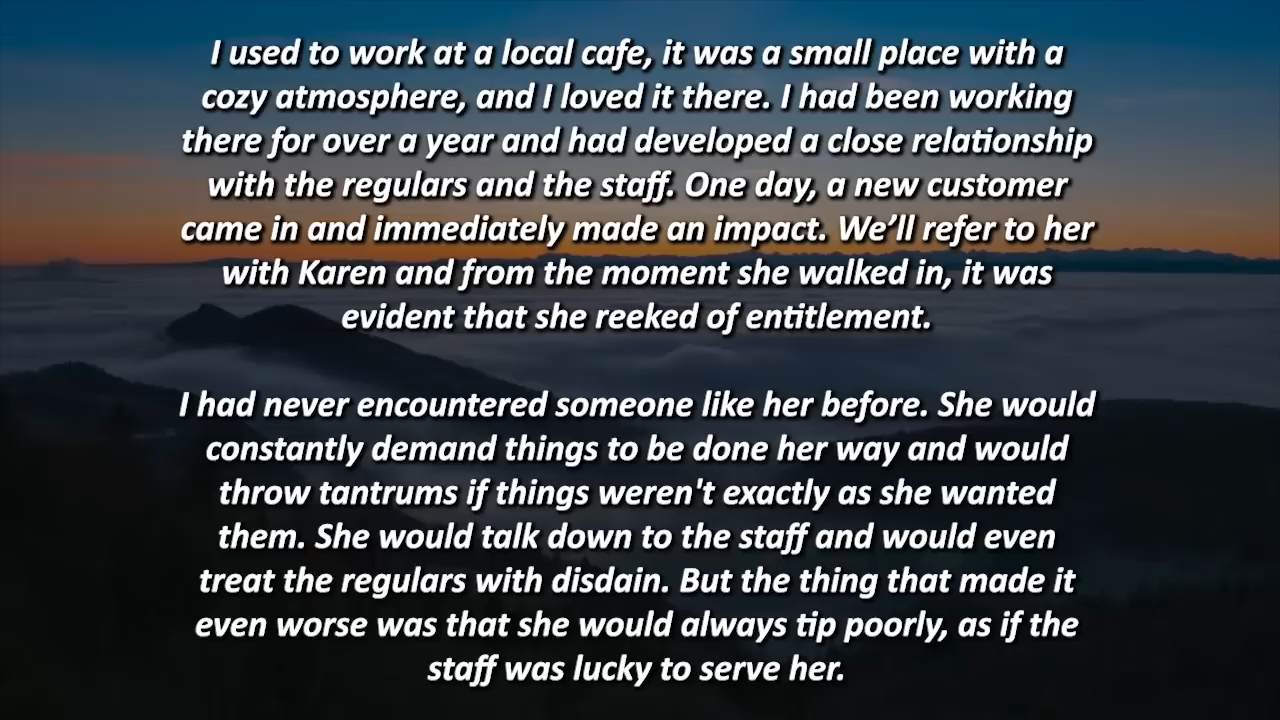 I used to work at a local cafe, it was a small place with a
cozy atmosphere, and I loved it there. I had been working
there for over a year and had developed a close relationship
with the regulars and the staff. One day, a new customer
came in and immediately made an impact. We’ll refer to her
with Karen and from the moment she walked in, it was
evident that she reeked of entitlement.
I had never encountered someone like her before. She would
constantly demand things to be done her way and would
throw tantrums if things weren't exactly as she wanted
them. She would talk down to the staff and would even
treat the regulars with disdain. But the thing that made it
even worse was that she would always tip poorly, as if the
staff was lucky to serve her.